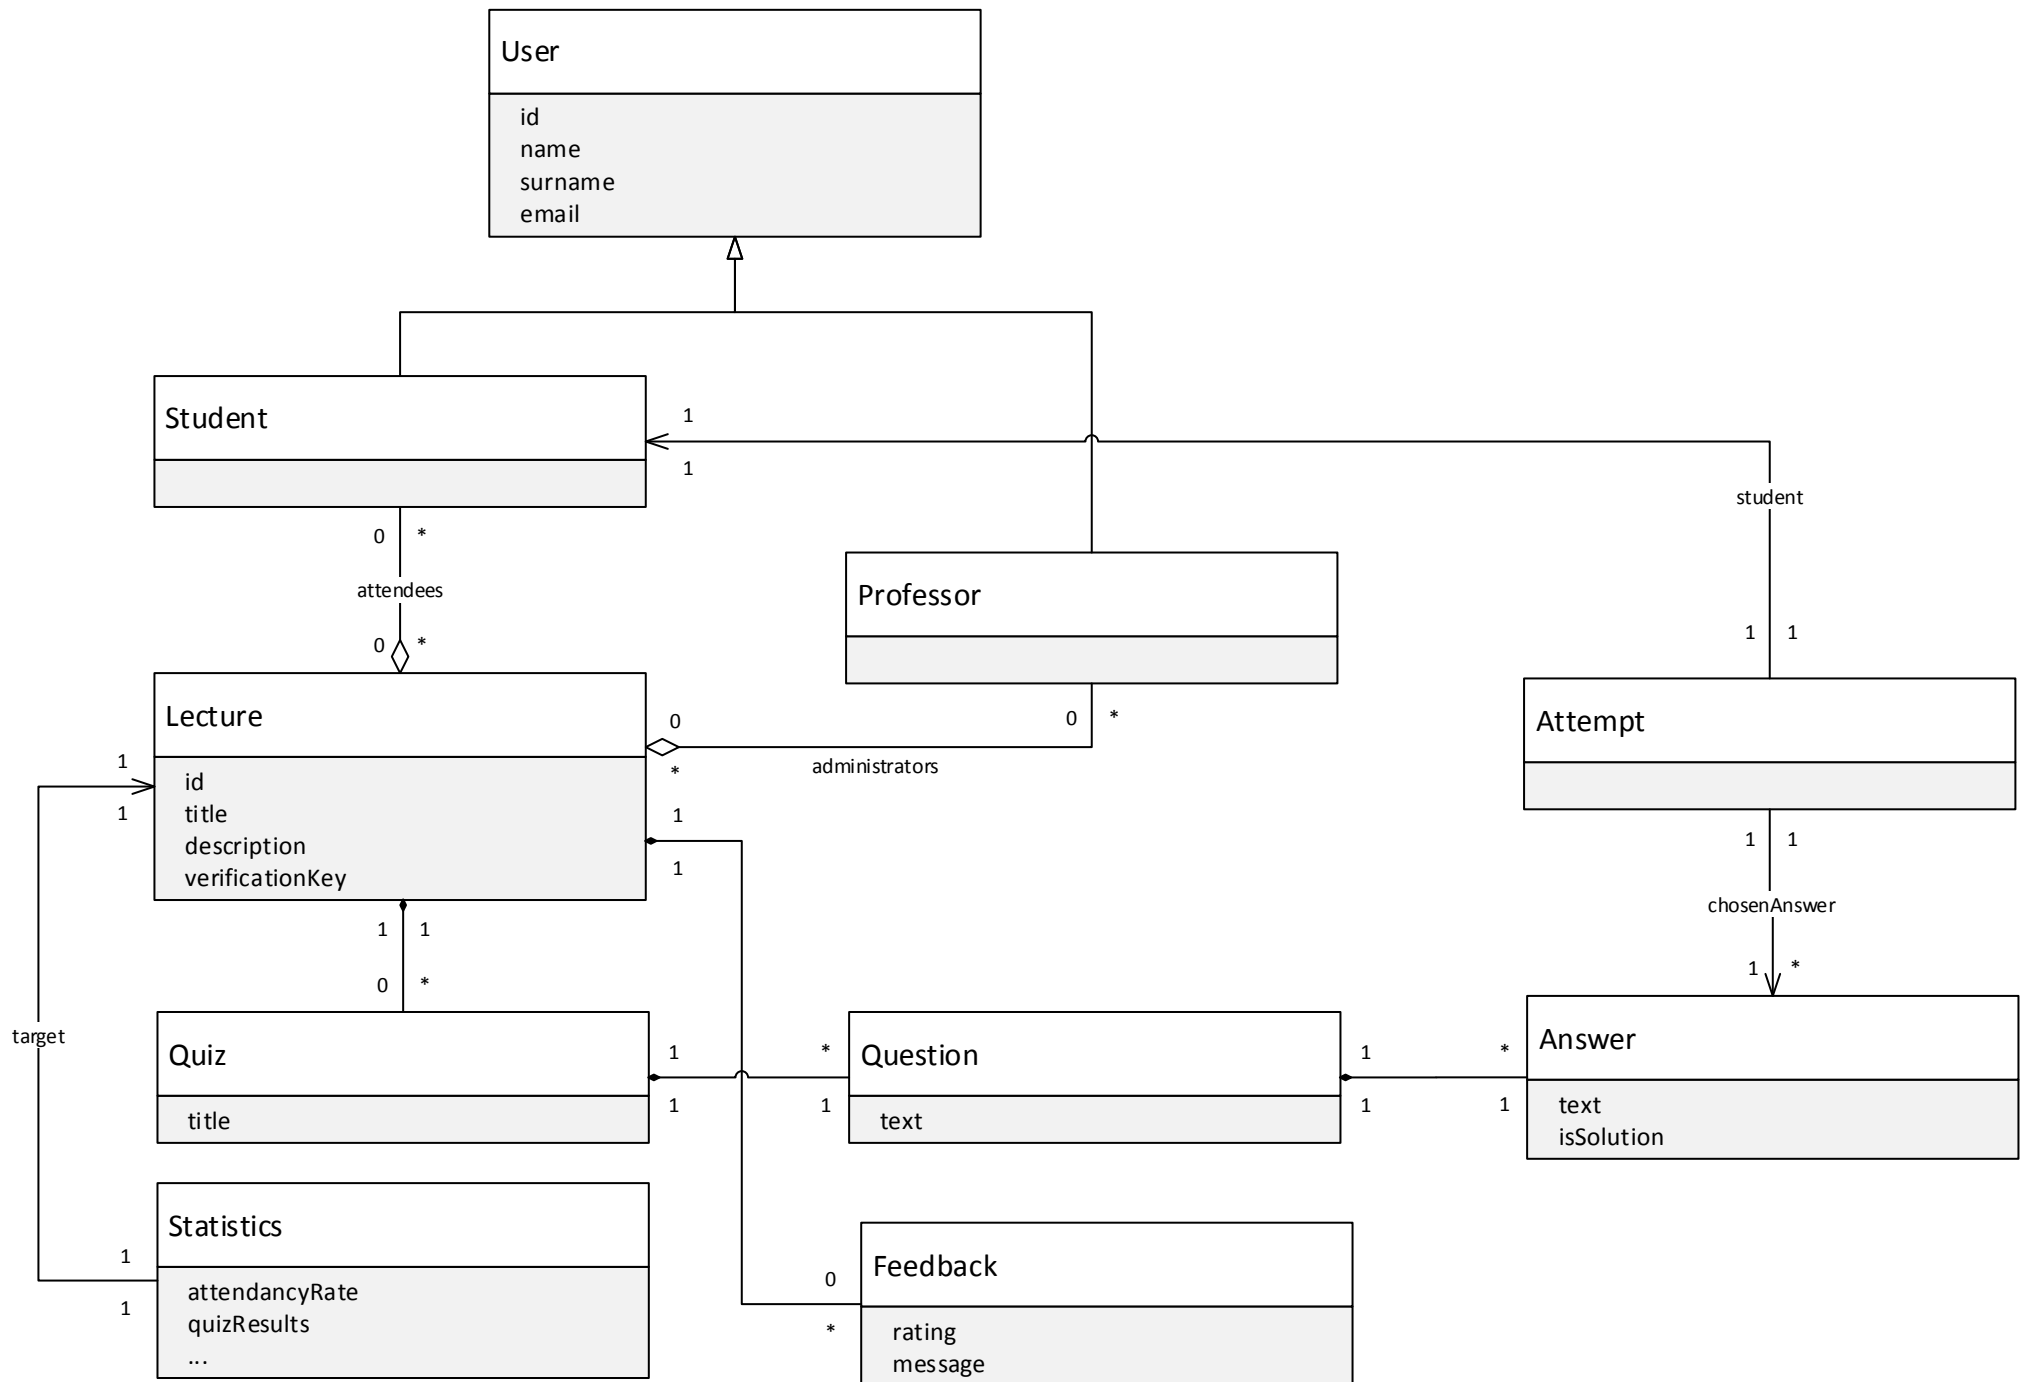 User
id
name
surname
email
Student
1
1
student
0 *
attendees
0 *
Professor
1 1
Attempt
Lecture
id
title
description
verificationKey
0
*
0 *
administrators
1
1
1
1
1 1
chosenAnswer
1 *
1 1
0 *
target
Quiz
title
1
1
*
1
Question
text
1
1
*
1
Answer
text
isSolution
Statistics
attendancyRate
quizResults
...
1
1
0
*
Feedback
rating
message